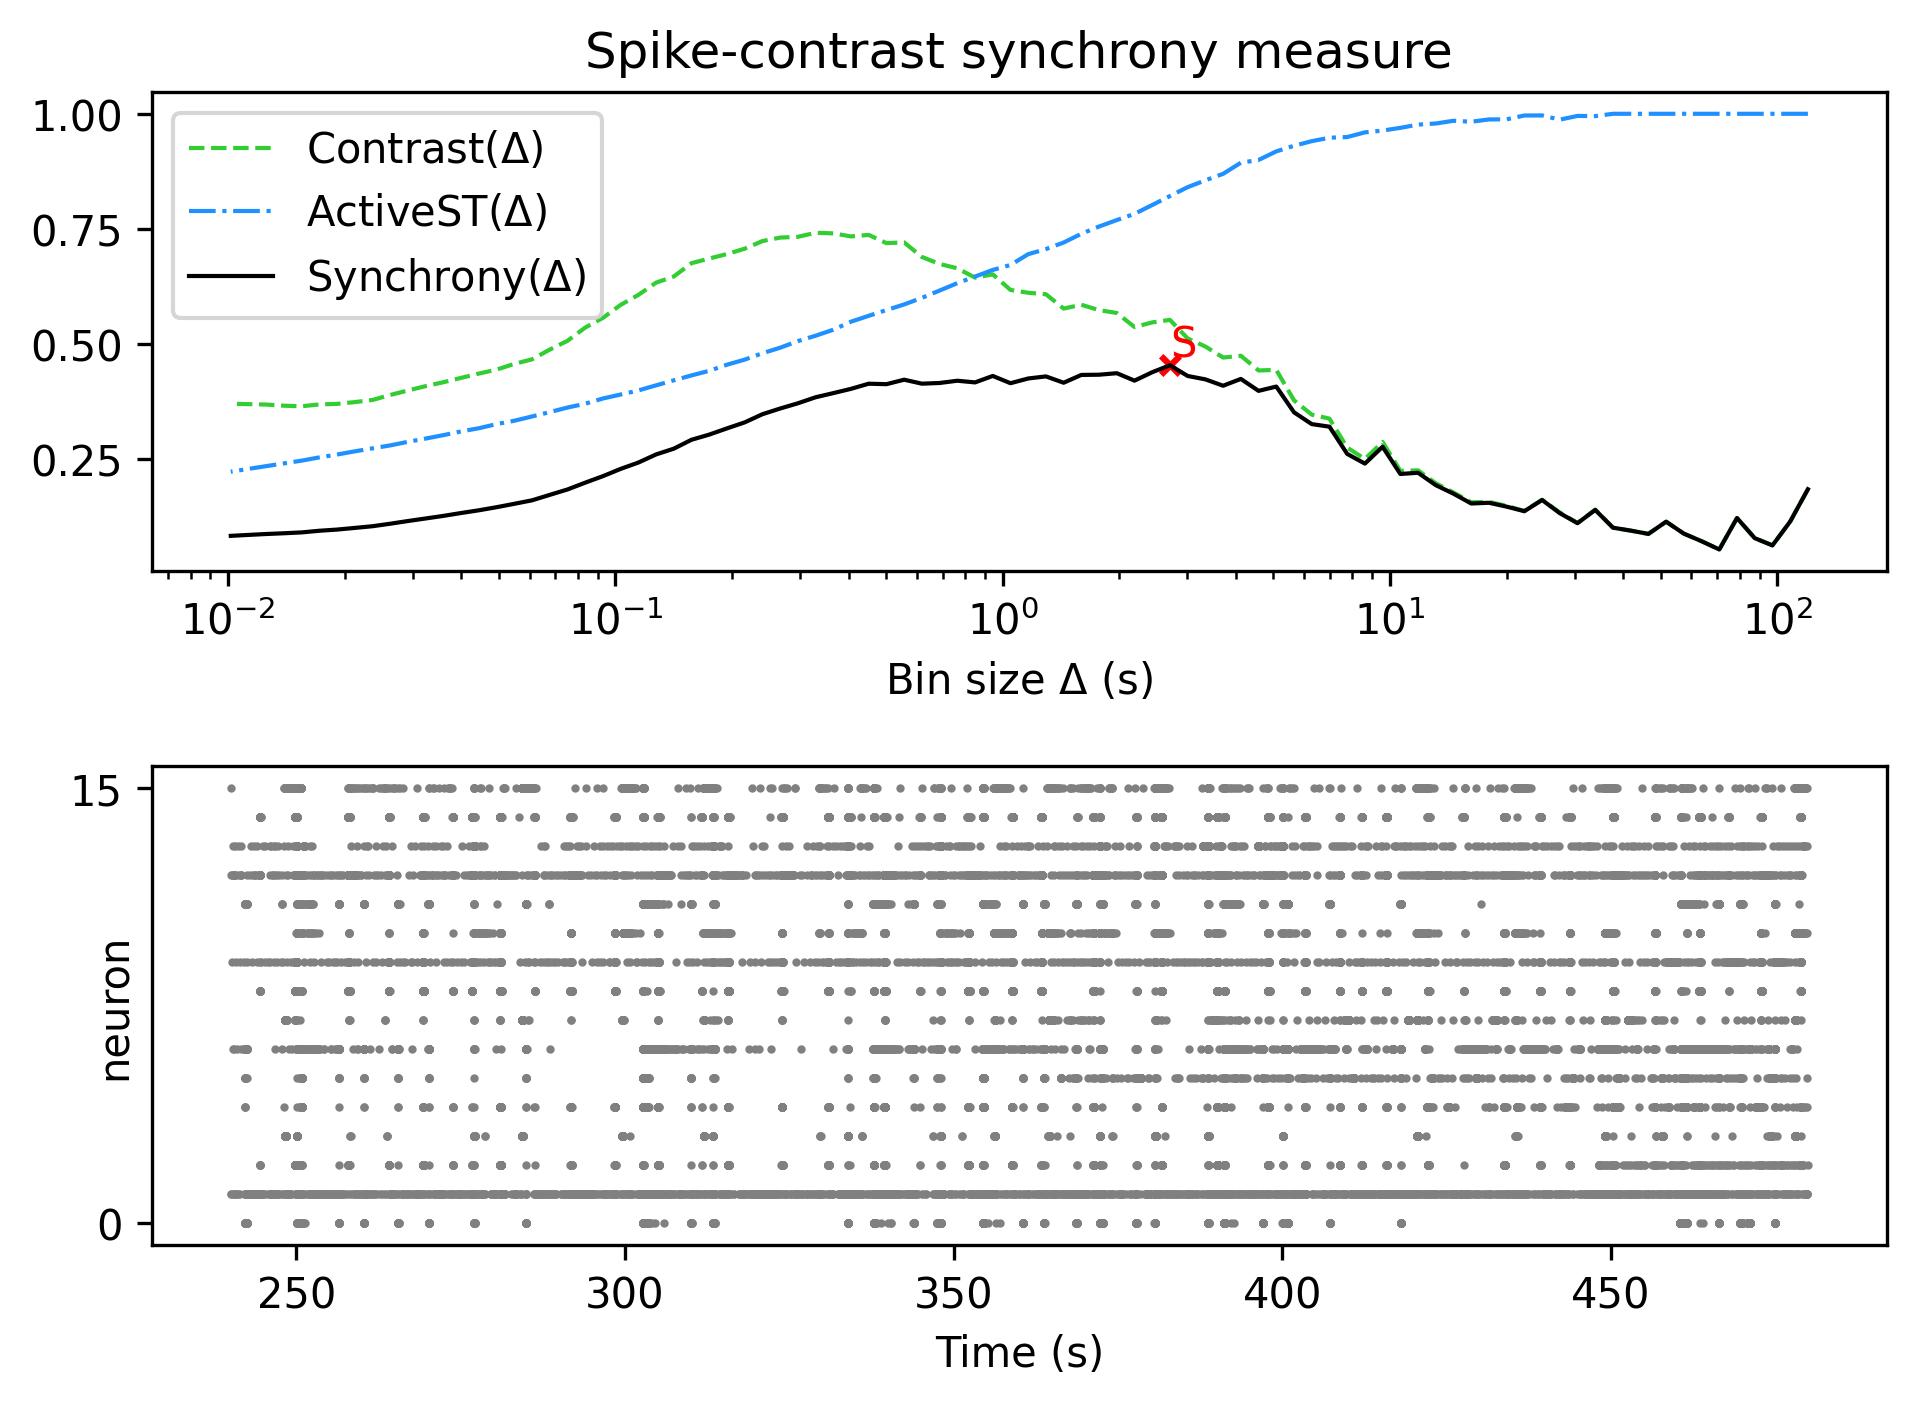 Spike-contrast synchrony measure
1.00
0.75
0.50
0.25
Contrast(Δ)
ActiveST(Δ)
Synchrony(Δ)
S
10⁻² 10⁻¹ 10⁰ 10¹ 10²
Bin size Δ (s)
15
0
neuron
250 300 350 400 450
Time (s)